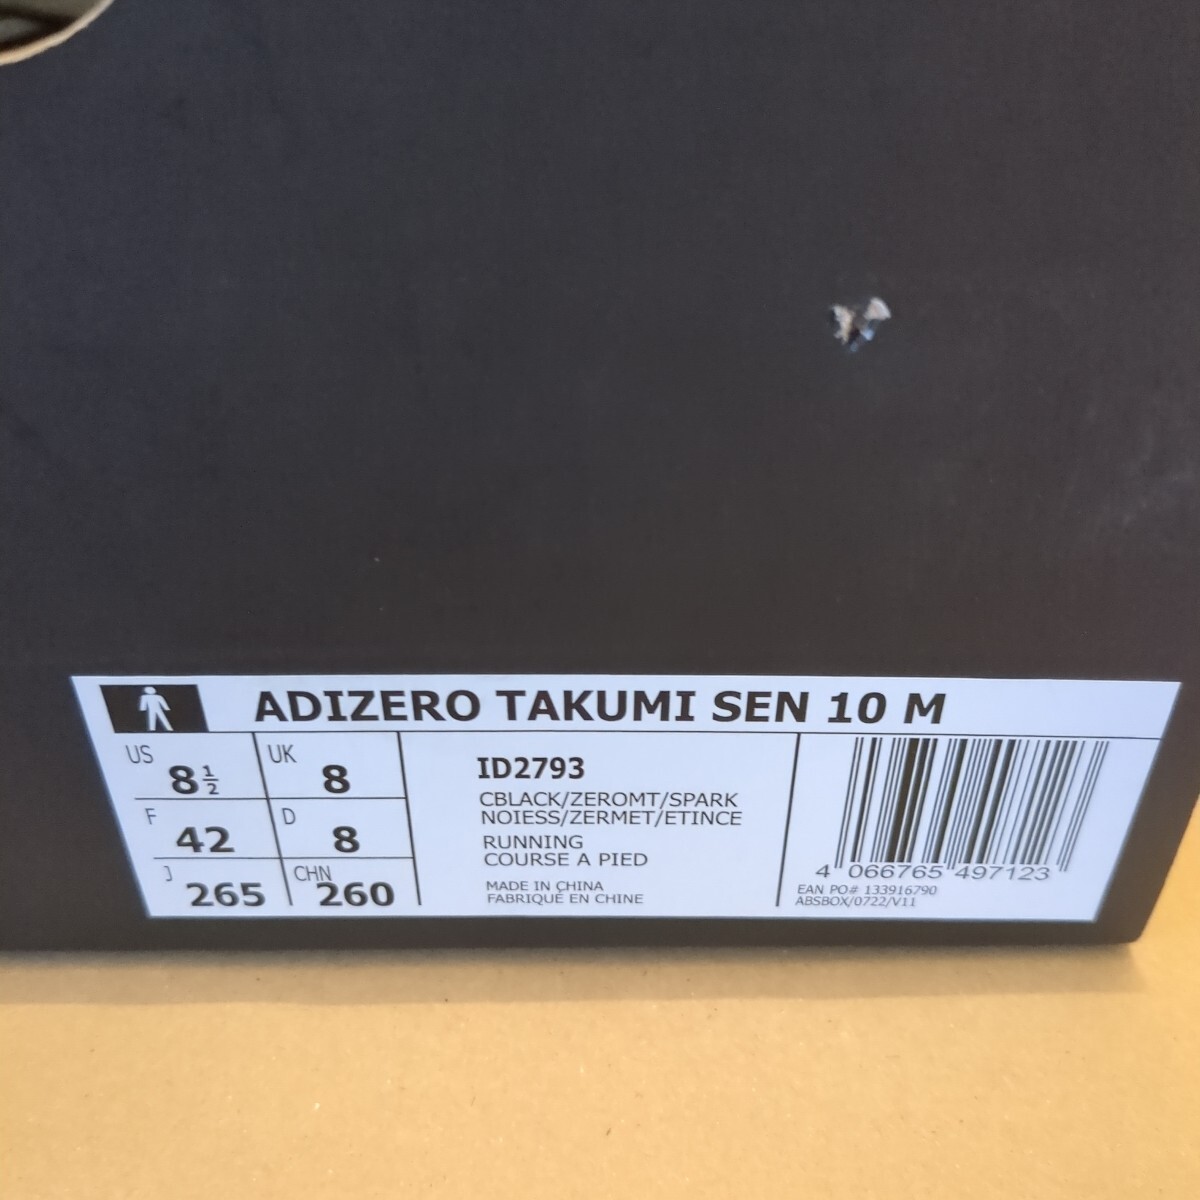 ADIZERO TAKUMI SEN 10 M
US 8 1/2 UK 8
F 42 D 8
J 265 CHN 260
ID2793
CBLACK/ZEROMT/SPARK
NOIESS/ZERMET/ETINCE
RUNNING
COURSE A PIED
MADE IN CHINA
FABRIQUÉ EN CHINE
4 066765 497123
EAN PO# 133916790
ABSBOX/0722/V11